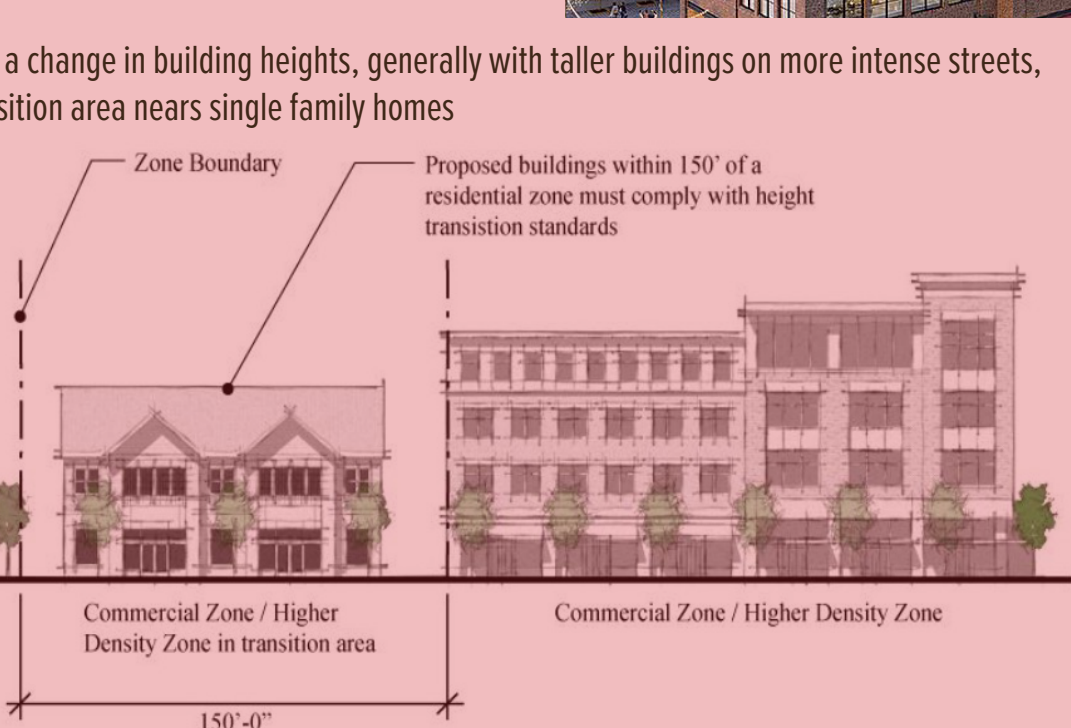 a change in building heights, generally with taller buildings on more intense streets,
sition area nears single family homes
Zone Boundary
Proposed buildings within 150' of a
residential zone must comply with height
transistion standards
Commercial Zone / Higher
Density Zone in transition area
Commercial Zone / Higher Density Zone
150'-0"